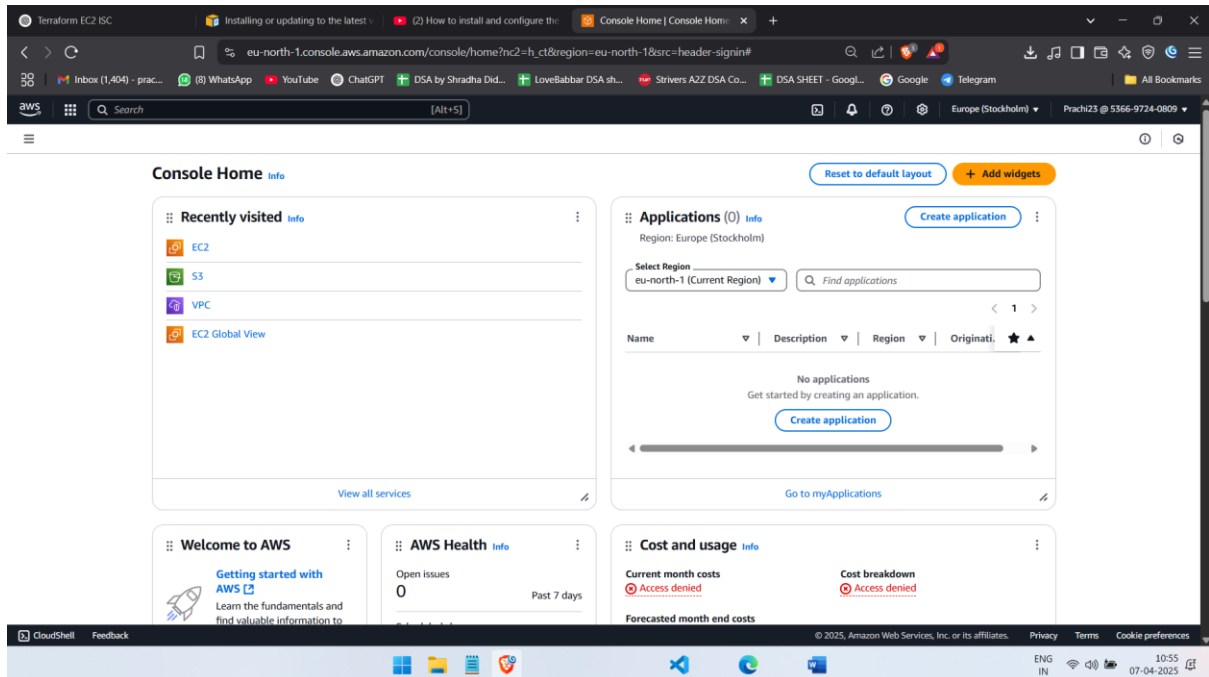 Terraform EC2 ISC
Installing or updating to the latest v
(2) How to install and configure the
Console Home | Console Home
eu-north-1.console.aws.amazon.com/console/home?nc2=h_ct&region=eu-north-1&src=header-signin#
Inbox (1,404) - prac...
(8) WhatsApp
YouTube
ChatGPT
DSA by Shradha Did...
LoveBabbar DSA sh...
Strivers A2Z DSA Co...
DSA SHEET - Googl...
Google
Telegram
All Bookmarks
aws
Search
[Alt+S]
Europe (Stockholm)
Prachi23 @ 5366-9724-0809
Console Home Info
Reset to default layout
+ Add widgets
Recently visited Info
EC2
S3
VPC
EC2 Global View
View all services
Applications (0) Info
Create application
Region: Europe (Stockholm)
Select Region
eu-north-1 (Current Region)
Find applications
1
Name
Description
Region
Originati.
No applications
Get started by creating an application.
Create application
Go to myApplications
Welcome to AWS
Getting started with
AWS
Learn the fundamentals and
find valuable information to
AWS Health Info
Open issues
0
Past 7 days
Cost and usage Info
Current month costs
Access denied
Cost breakdown
Access denied
Forecasted month end costs
CloudShell
Feedback
© 2025, Amazon Web Services, Inc. or its affiliates.
Privacy
Terms
Cookie preferences
ENG
IN
10:55
07-04-2025